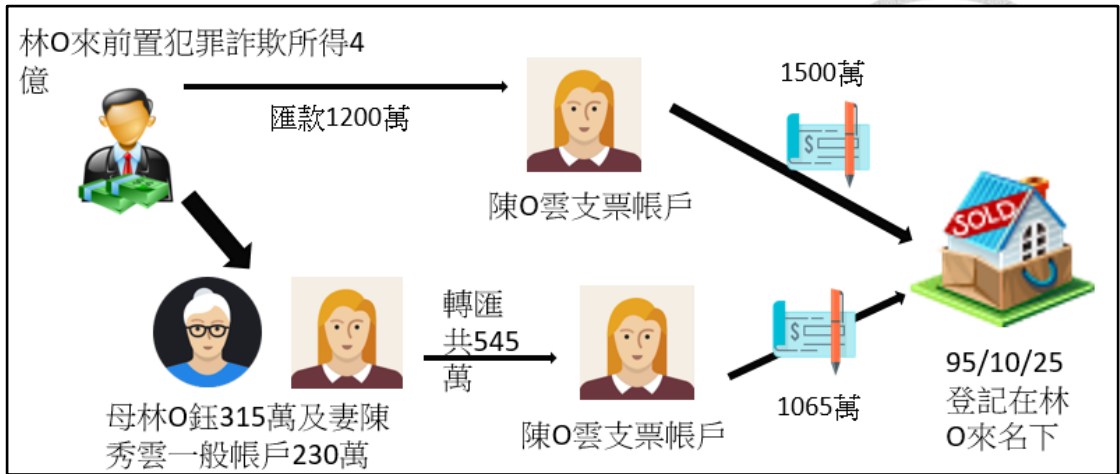 林O來前置犯罪詐欺所得4
億
匯款1200萬
陳O雲支票帳戶
1500萬
$
SOLD
母林O鈺315萬及妻陳
秀雲一般帳戶230萬
轉匯
共545
萬
陳O雲支票帳戶
$
1065萬
95/10/25
登記在林
O來名下